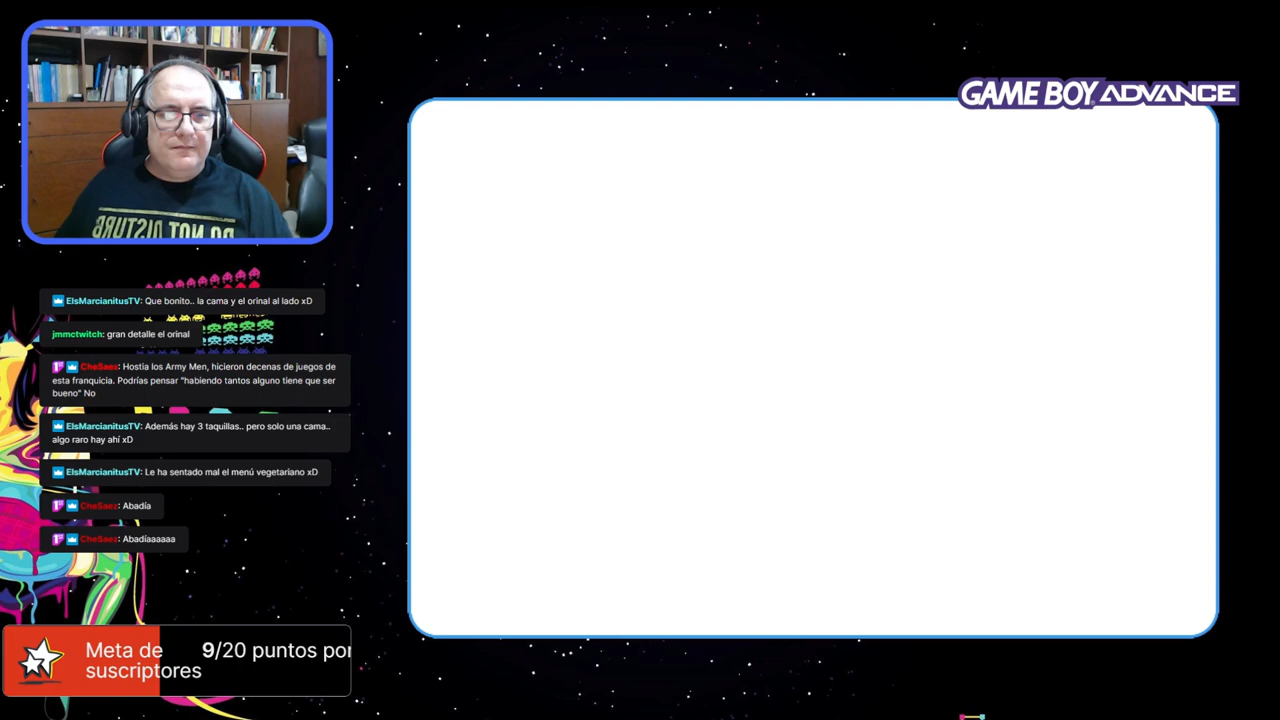 GAME BOY ADVANCE
DO NOT DISTURB
ElsMarcianitusTV: Que bonito.. la cama y el orinal al lado xD
jmmctwitch: gran detalle el orinal
CheSaez: Hostia los Army Men, hicieron decenas de juegos de
esta franquicia. Podrías pensar "habiendo tantos alguno tiene que ser
bueno" No
ElsMarcianitusTV: Además hay 3 taquillas.. pero solo una cama..
algo raro hay ahí xD
ElsMarcianitusTV: Le ha sentado mal el menú vegetariano xD
CheSaez: Abadía
CheSaez: Abadíaaaaaa
Meta de
suscriptores
9/20 puntos por